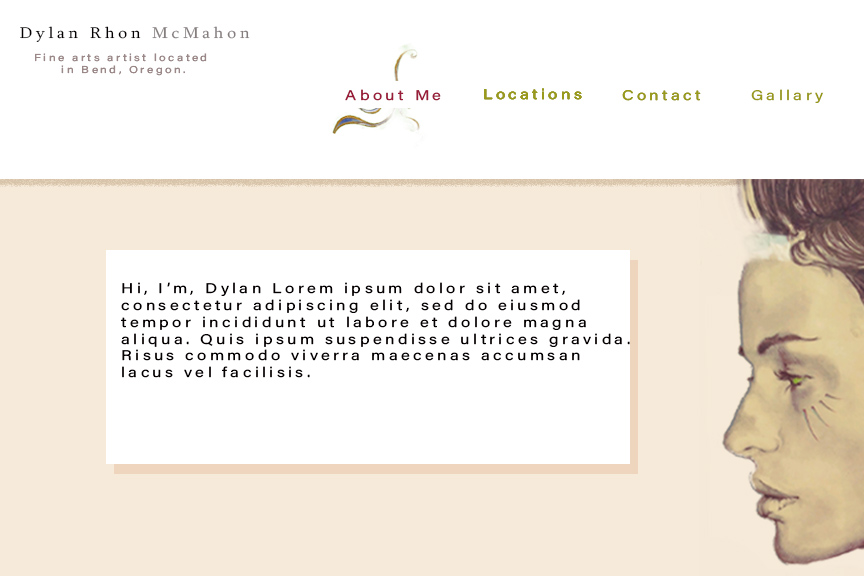 Dylan Rhon McMahon
Fine arts artist located
in Bend, Oregon.
About Me
Locations
Contact
Gallary
Hi, I’m, Dylan Lorem ipsum dolor sit amet,
consectetur adipiscing elit, sed do eiusmod
tempor incididunt ut labore et dolore magna
aliqua. Quis ipsum suspendisse ultrices gravida.
Risus commodo viverra maecenas accumsan
lacus vel facilisis.